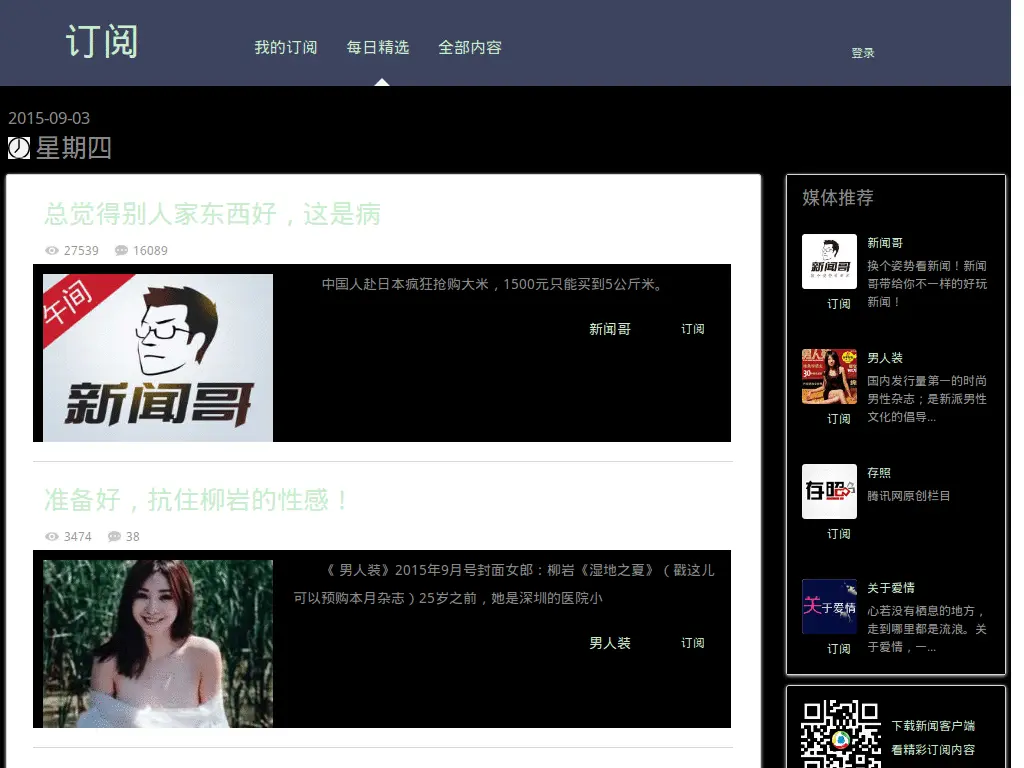 订阅
我的订阅 每日精选 全部内容
登录
2015-09-03
星期四
总觉得别人家东西好，这是病
27539 16089
午间
新闻哥
中国人赴日本疯狂抢购大米，1500元只能买到5公斤米。
新闻哥 订阅
准备好，抗住柳岩的性感！
3474 38
《 男人装》2015年9月号封面女郎：柳岩《湿地之夏》（ 戳这儿
可以预购本月杂志 ）25岁之前，她是深圳的医院小
男人装 订阅
媒体推荐
新闻哥
新闻哥
换个姿势看新闻！新闻
哥带给你不一样的好玩
新闻！
订阅
男人装
国内发行量第一的时尚
男性杂志；是新派男性
文化的倡导...
订阅
存照
存照
腾讯网原创栏目
订阅
关于爱情
关于爱情
心若没有栖息的地方，
走到哪里都是流浪。关
于爱情，一...
订阅
下载新闻客户端
看精彩订阅内容